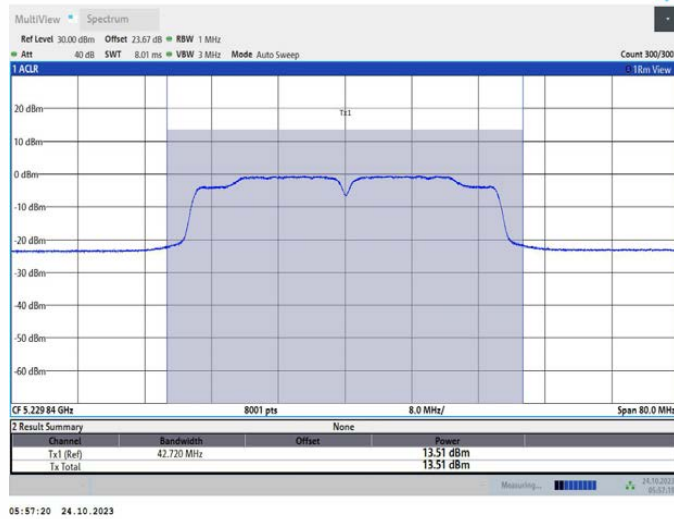 MultiView Spectrum
Ref Level 30.00 dBm Offset 23.67 dB RBW 1 MHz
Att 40 dB SWT 8.01 ms VBW 3 MHz Mode Auto Sweep Count 300/300
1 ACLR 1Rm View
Tx1
20 dBm
10 dBm
0 dBm
-10 dBm
-20 dBm
-30 dBm
-40 dBm
-50 dBm
-60 dBm
CF 5.229 84 GHz 8001 pts 8.0 MHz/ Span 80.0 MHz
2 Result Summary None
Channel Bandwidth Offset Power
Tx1 (Ref) 42.720 MHz 13.51 dBm
Tx Total 13.51 dBm
Measuring... 24.10.2023
05:57:20 24.10.2023